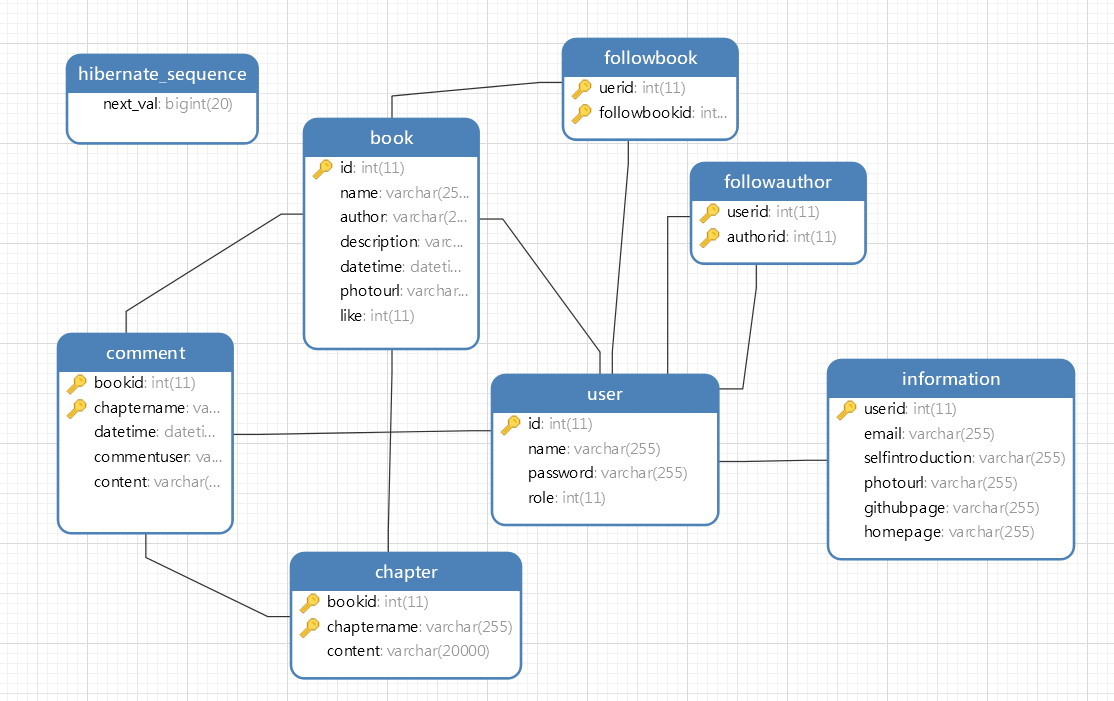 hibernate_sequence
next_val: bigint(20)
followbook
uerid: int(11)
followbookid: int...
book
id: int(11)
name: varchar(25...
author: varchar(2...
description: varc...
datetime: dateti...
photourl: varchar...
like: int(11)
followauthor
userid: int(11)
authorid: int(11)
comment
bookid: int(11)
chaptername: va...
datetime: dateti...
commentuser: va...
content: varchar(...
user
id: int(11)
name: varchar(255)
password: varchar(255)
role: int(11)
information
userid: int(11)
email: varchar(255)
selfintroduction: varchar(255)
photourl: varchar(255)
githubpage: varchar(255)
homepage: varchar(255)
chapter
bookid: int(11)
chaptername: varchar(255)
content: varchar(20000)